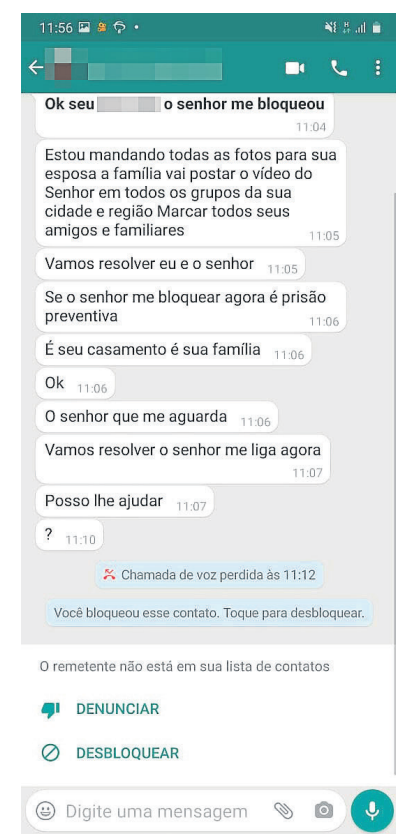 11:56
Ok seu o senhor me bloqueou
11:04
Estou mandando todas as fotos para sua
esposa a família vai postar o vídeo do
Senhor em todos os grupos da sua
cidade e região Marcar todos seus
amigos e familiares
11:05
Vamos resolver eu e o senhor 11:05
Se o senhor me bloquear agora é prisão
preventiva
11:06
É seu casamento é sua família 11:06
Ok 11:06
O senhor que me aguarda 11:06
Vamos resolver o senhor me liga agora
11:07
Posso lhe ajudar 11:07
? 11:10
Chamada de voz perdida às 11:12
Você bloqueou esse contato. Toque para desbloquear.
O remetente não está em sua lista de contatos
DENUNCIAR
DESBLOQUEAR
Digite uma mensagem